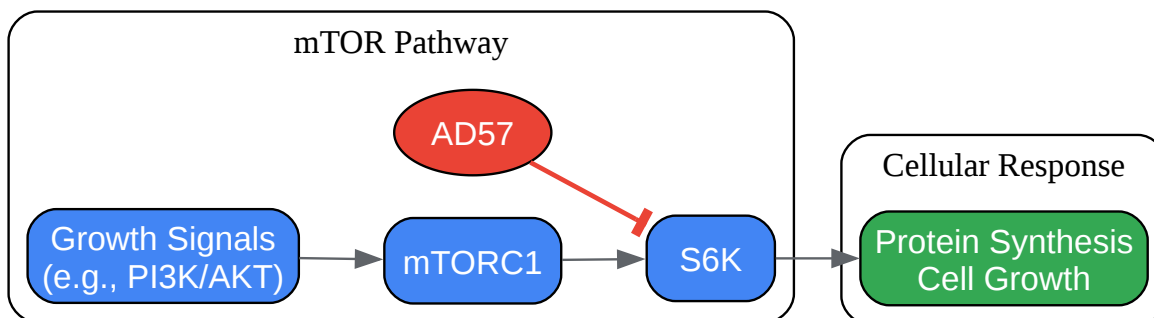 mTOR Pathway
AD57
Growth Signals
(e.g., PI3K/AKT)
mTORC1
S6K
Cellular Response
Protein Synthesis
Cell Growth